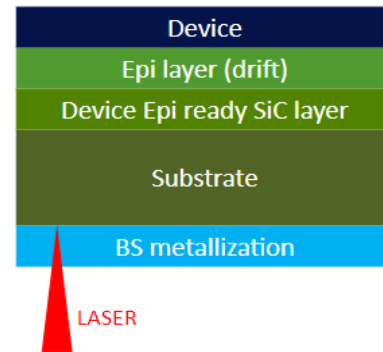 Device
Epi layer (drift)
Device Epi ready SiC layer
Substrate
BS metallization
LASER